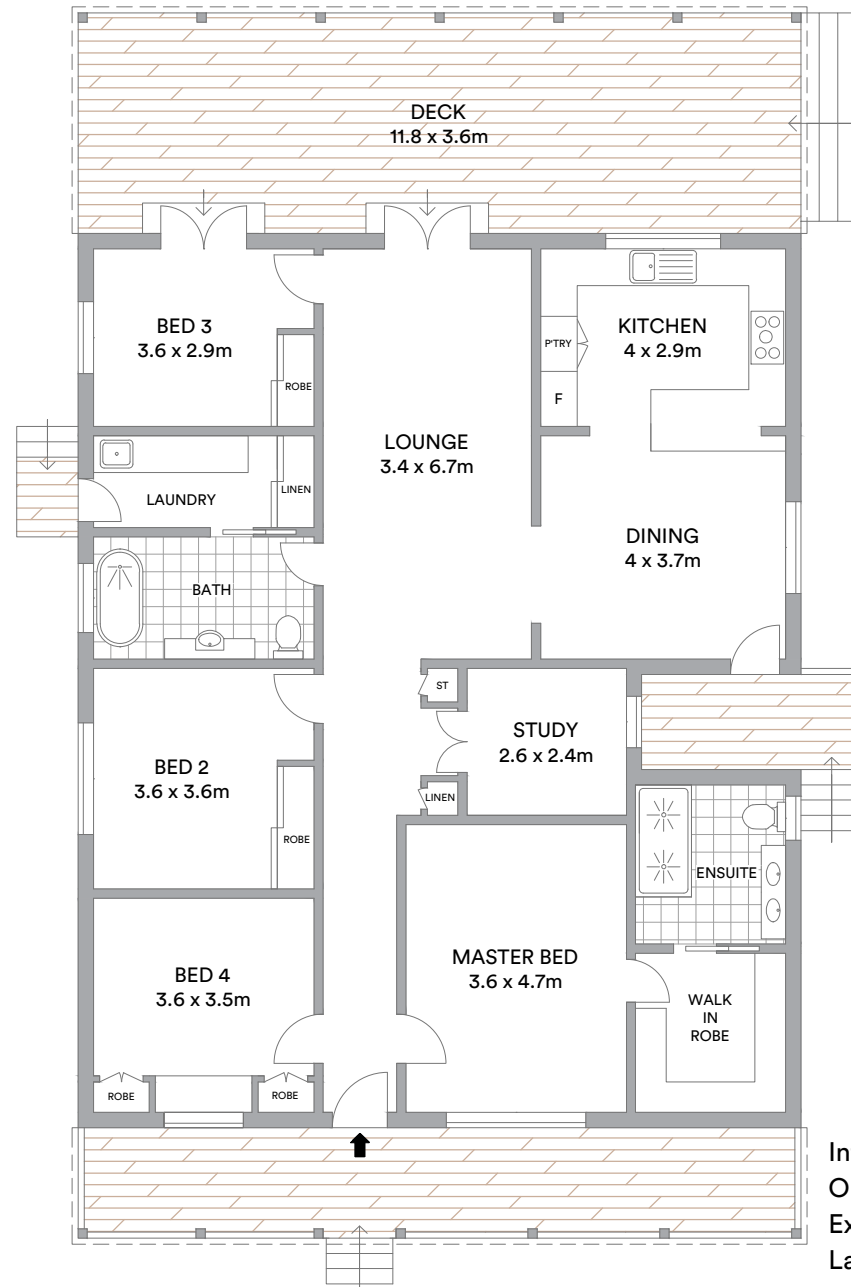 DECK
11.8 x 3.6m
BED 3
3.6 x 2.9m
ROBE
KITCHEN
4 x 2.9m
P'TRY
F
LOUNGE
3.4 x 6.7m
LAUNDRY
LINEN
DINING
4 x 3.7m
BATH
ST
STUDY
2.6 x 2.4m
BED 2
3.6 x 3.6m
LINEN
ROBE
ENSUITE
MASTER BED
3.6 x 4.7m
BED 4
3.6 x 3.5m
WALK
IN
ROBE
ROBE
ROBE
In
O
Ex
La